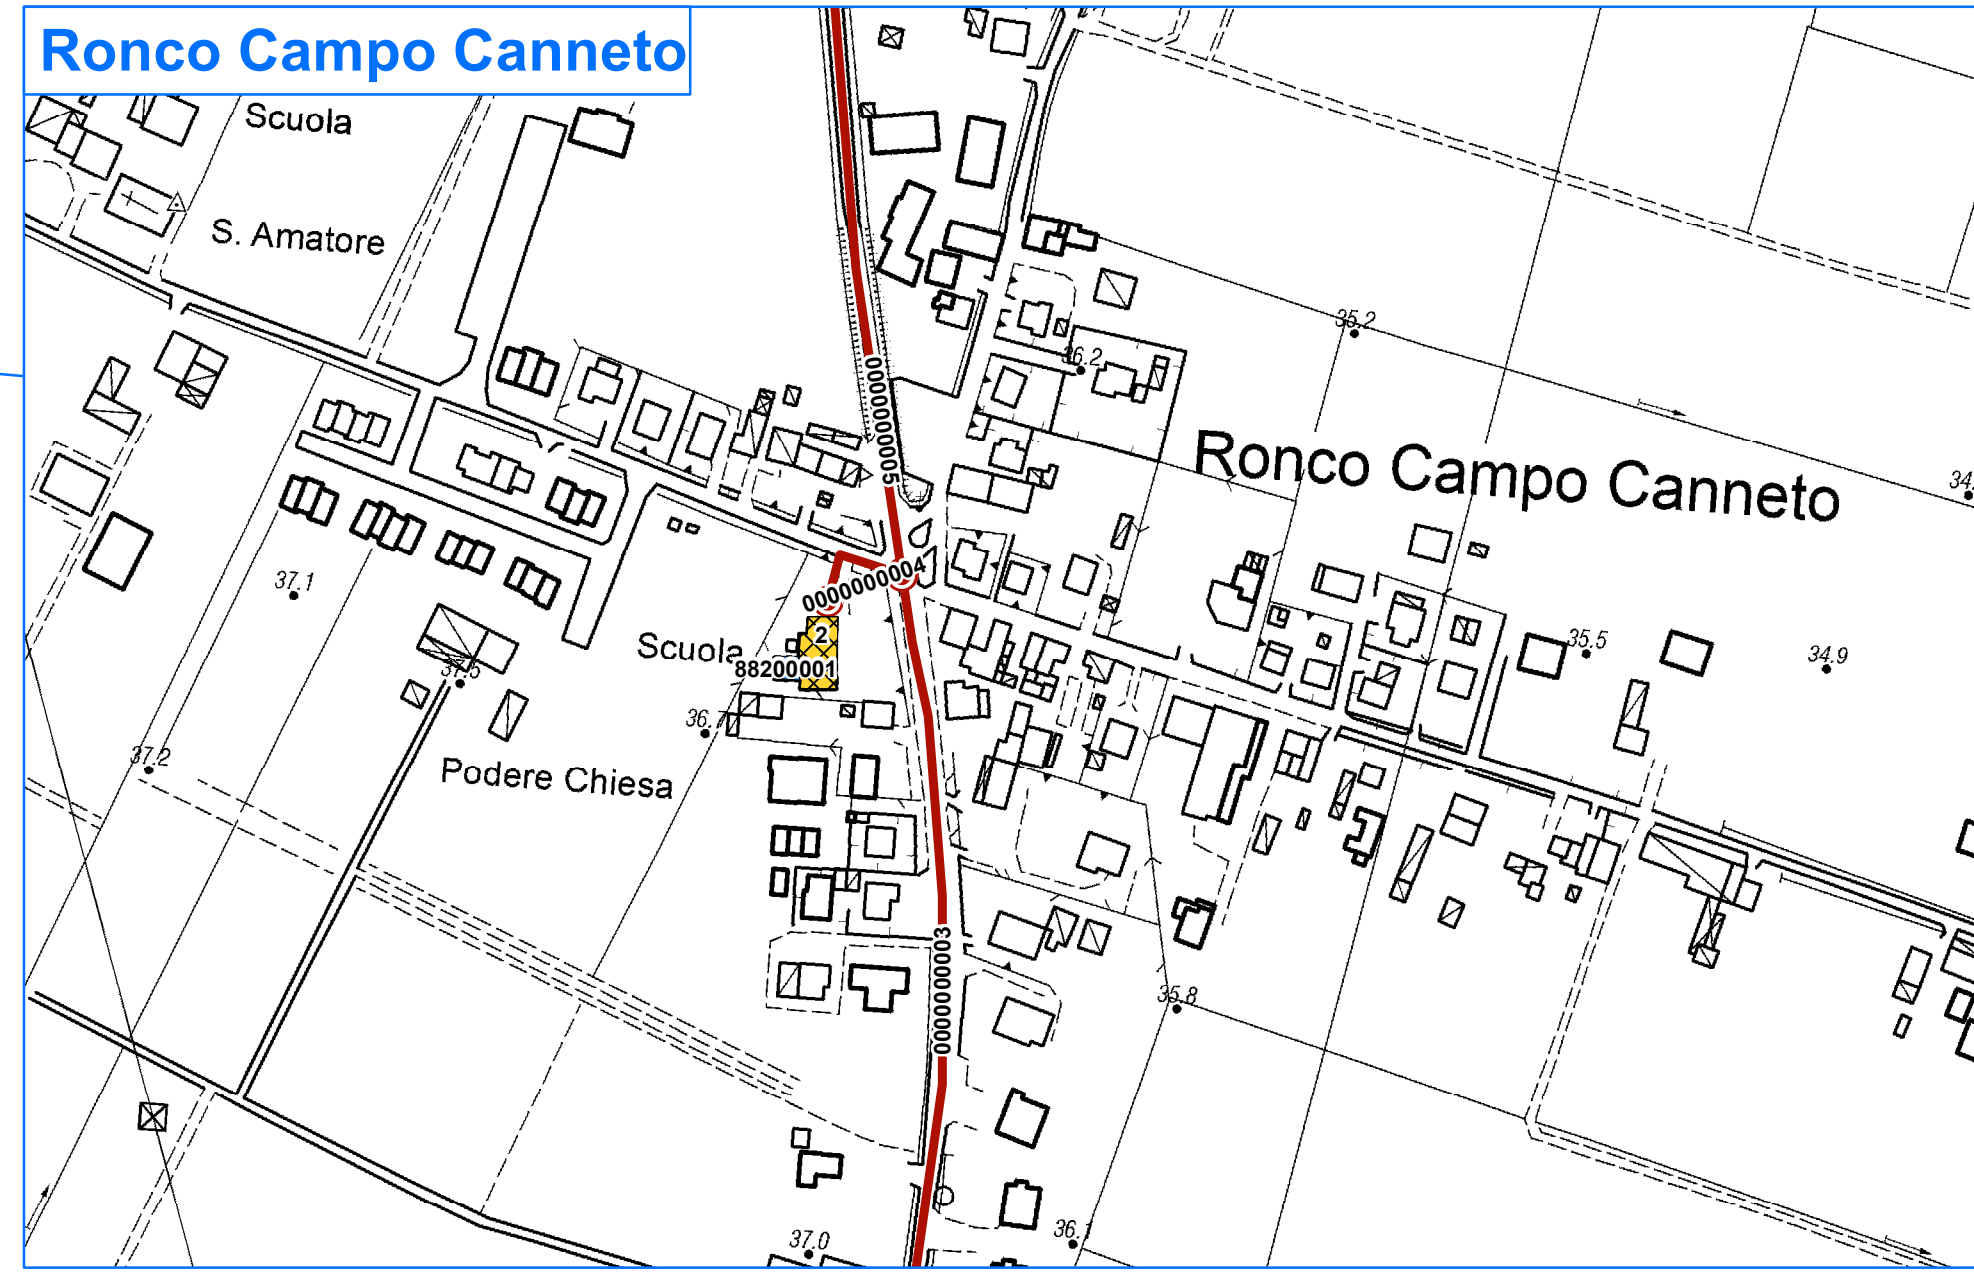 Ronco Campo Canneto
Scuola
S. Amatore
35.2
36.2
0000000005
Ronco Campo Canneto
34.
0000000004
37.1
2
Scuola
88200001
35.5
34.9
37.5
36.7
37.2
Podere Chiesa
0000000003
35.8
37.0
36.1